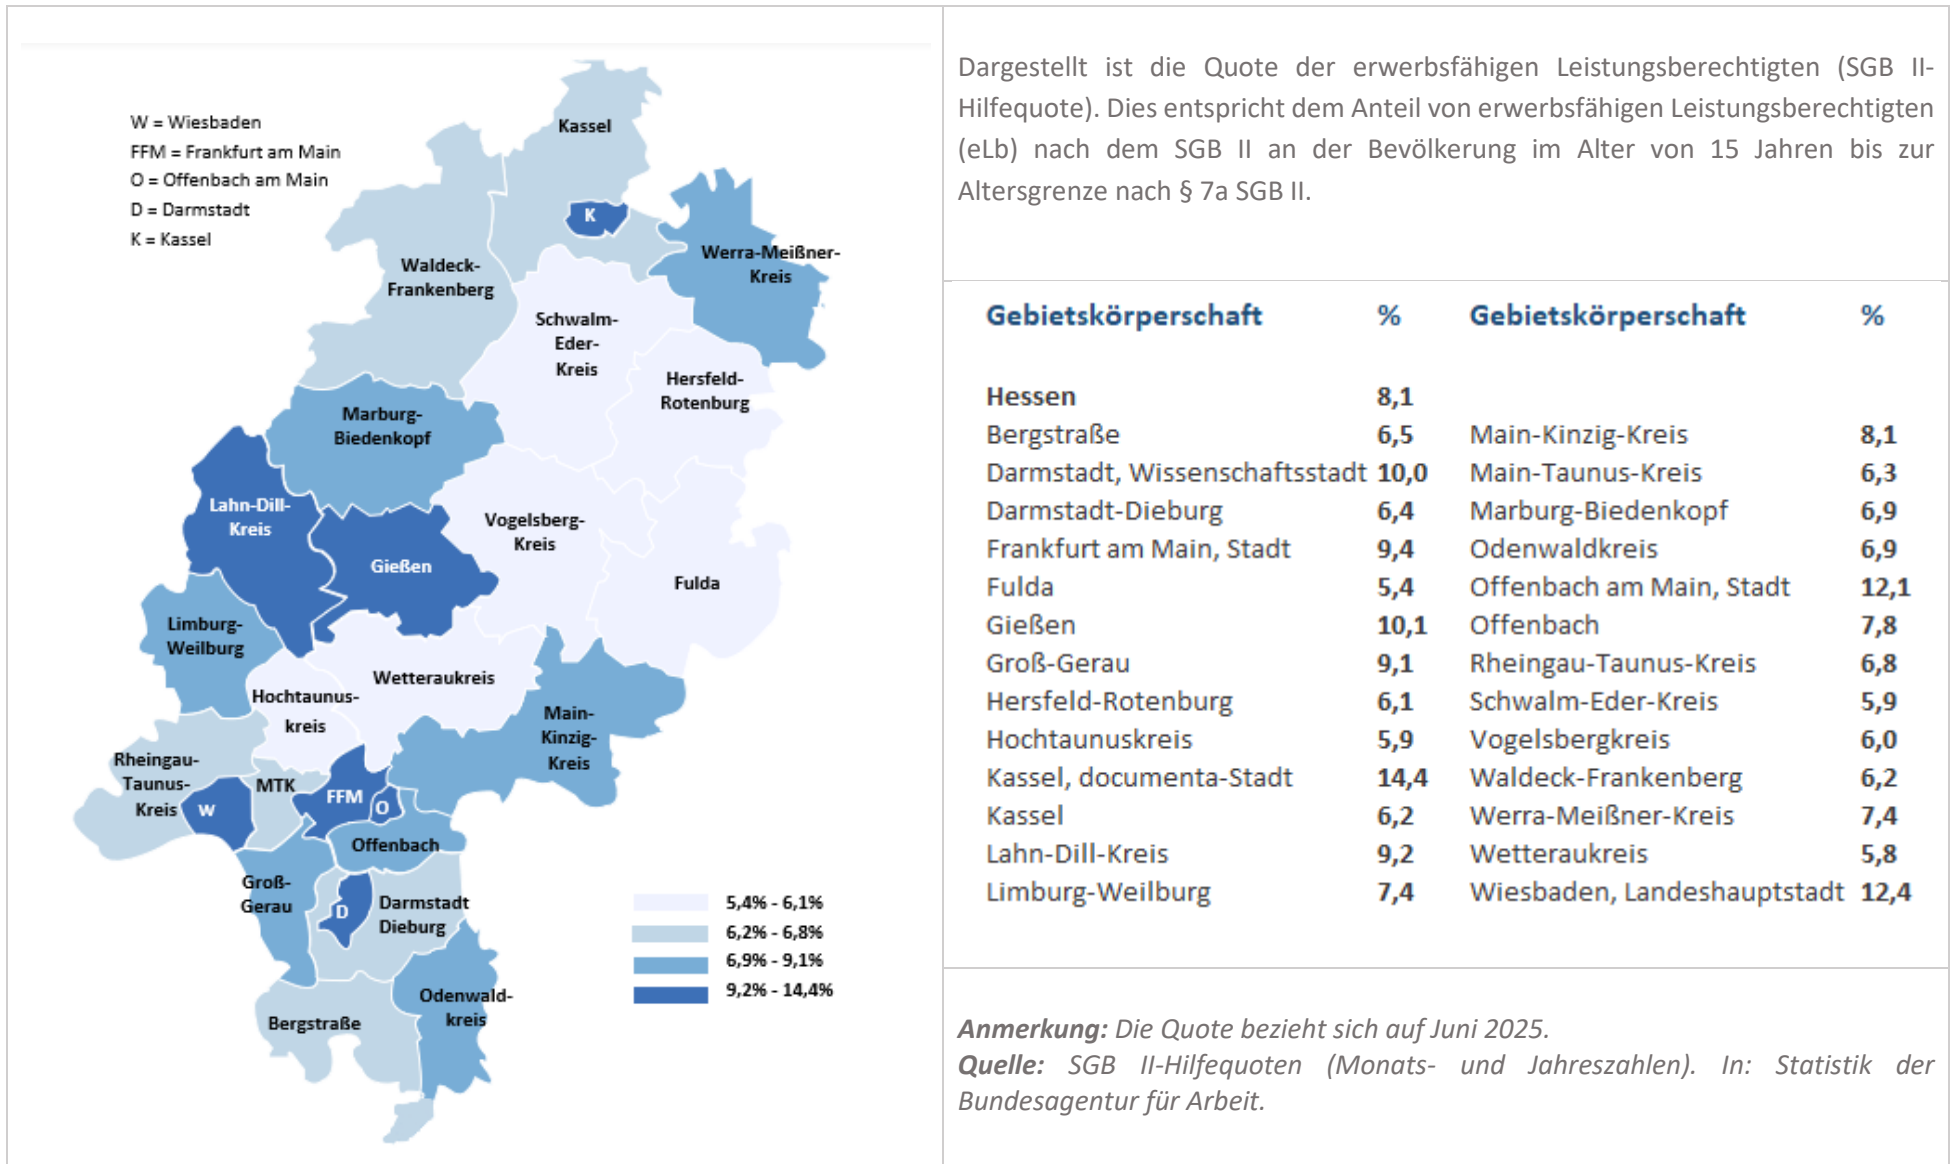 W = Wiesbaden
FFM = Frankfurt am Main
O = Offenbach am Main
D = Darmstadt
K = Kassel
Kassel
K
Werra-Meißner-
Kreis
Waldeck-
Frankenberg
Schwalm-
Eder-
Kreis
Hersfeld-
Rotenburg
Marburg-
Biedenkopf
Lahn-Dill-
Kreis
Vogelsberg-
Kreis
Gießen
Fulda
Limburg-
Weilburg
Wetteraukreis
Hochtaunus-
kreis
Main-
Kinzig-
Kreis
Rheingau-
Taunus-
Kreis
MTK
W
FFM
O
Offenbach
Groß-
Gerau
D
Darmstadt
Dieburg
Odenwald-
kreis
Bergstraße
5,4% - 6,1%
6,2% - 6,8%
6,9% - 9,1%
9,2% - 14,4%
Dargestellt ist die Quote der erwerbsfähigen Leistungsberechtigten (SGB II-
Hilfequote). Dies entspricht dem Anteil von erwerbsfähigen Leistungsberechtigten
(eLb) nach dem SGB II an der Bevölkerung im Alter von 15 Jahren bis zur
Altersgrenze nach § 7a SGB II.
Gebietskörperschaft % Gebietskörperschaft %
Hessen 8,1
Bergstraße 6,5 Main-Kinzig-Kreis 8,1
Darmstadt, Wissenschaftsstadt 10,0 Main-Taunus-Kreis 6,3
Darmstadt-Dieburg 6,4 Marburg-Biedenkopf 6,9
Frankfurt am Main, Stadt 9,4 Odenwaldkreis 6,9
Fulda 5,4 Offenbach am Main, Stadt 12,1
Gießen 10,1 Offenbach 7,8
Groß-Gerau 9,1 Rheingau-Taunus-Kreis 6,8
Hersfeld-Rotenburg 6,1 Schwalm-Eder-Kreis 5,9
Hochtaunuskreis 5,9 Vogelsbergkreis 6,0
Kassel, documenta-Stadt 14,4 Waldeck-Frankenberg 6,2
Kassel 6,2 Werra-Meißner-Kreis 7,4
Lahn-Dill-Kreis 9,2 Wetteraukreis 5,8
Limburg-Weilburg 7,4 Wiesbaden, Landeshauptstadt 12,4
Anmerkung: Die Quote bezieht sich auf Juni 2025.
Quelle: SGB II-Hilfequoten (Monats- und Jahreszahlen). In: Statistik der
Bundesagentur für Arbeit.